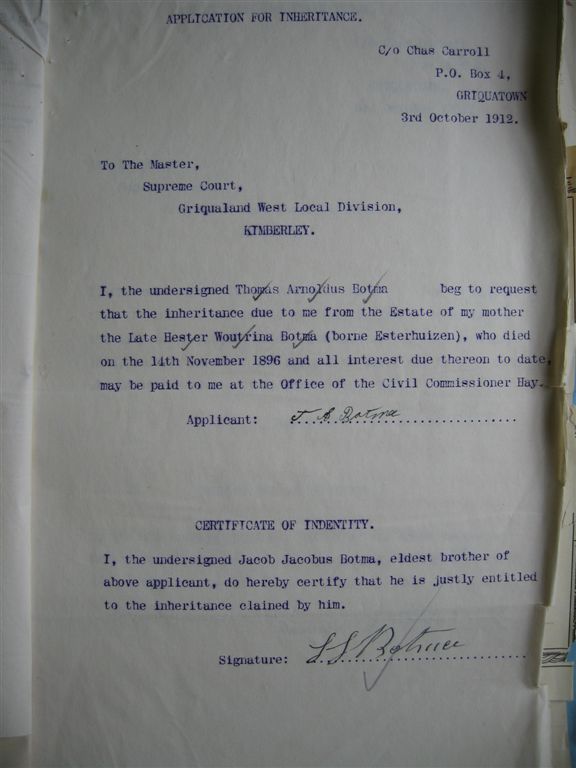 APPLICATION FOR INHERITANCE.
C/o Chas Carroll
P.O. Box 4,
GRIQUATOWN
3rd October 1912.
To The Master,
Supreme Court,
Griqualand West Local Division,
KIMBERLEY.
I, the undersigned Thomas Arnoldus Botma beg to request
that the inheritance due to me from the Estate of my mother
the Late Hester Woutrina Botma (borne Esterhuizen), who died
on the 14th November 1896 and all interest due thereon to date,
may be paid to me at the Office of the Civil Commissioner Hay.
Applicant: T A Botma
CERTIFICATE OF INDENTITY.
I, the undersigned Jacob Jacobus Botma, eldest brother of
above applicant, do hereby certify that he is justly entitled
to the inheritance clained by him.
Signature: J J Botma